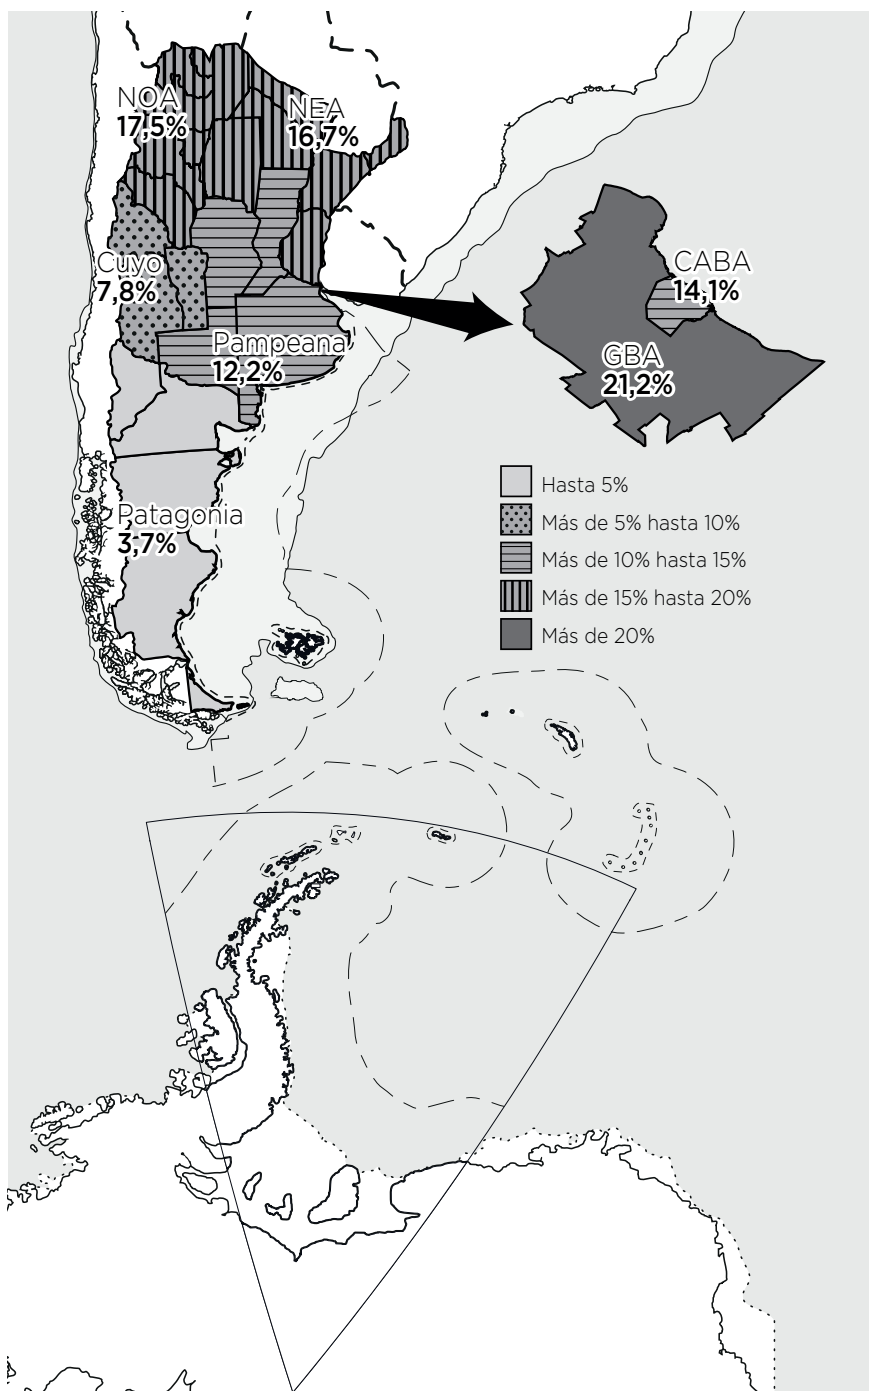 NOA
17,5%
NEA
16,7%
Cuyo
7,8%
CABA
14,1%
Pampeana
12,2%
GBA
21,2%
Patagonia
3,7%
Hasta 5%
Más de 5% hasta 10%
Más de 10% hasta 15%
Más de 15% hasta 20%
Más de 20%